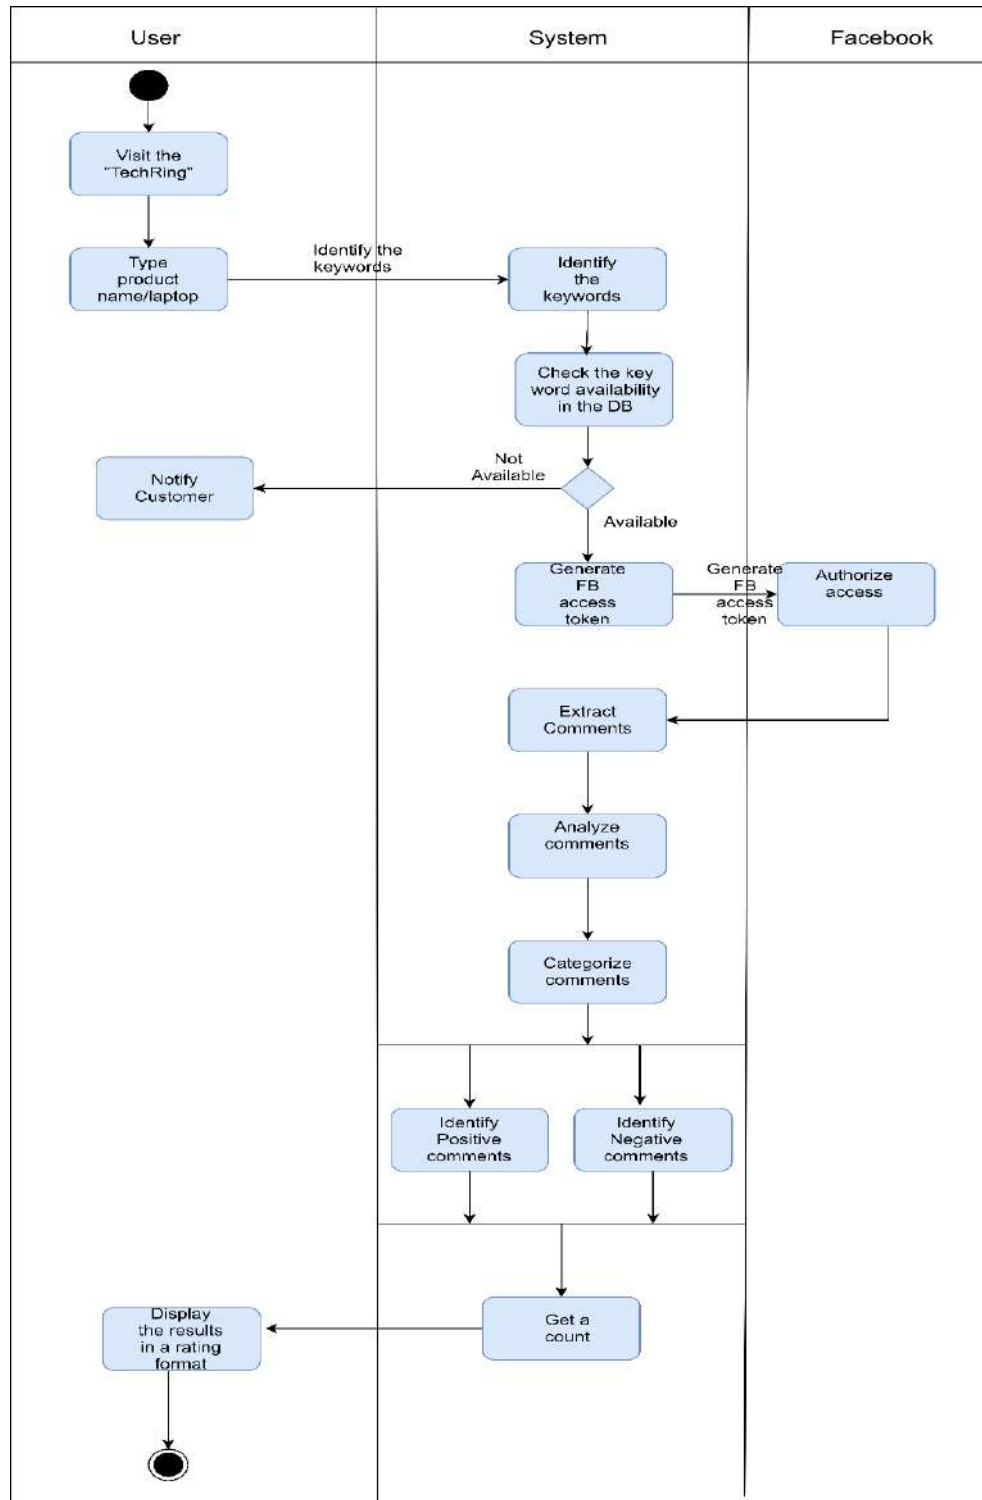 User
System
Facebook
Visit the
"TechRing"
Type
product
name/laptop
Identify the
keywords
Identify
the
keywords
Check the key
word availability
in the DB
Not
Available
Notify
Customer
Available
Generate
FB
access
token
Generate
FB
access
token
Authorize
access
Extract
Comments
Analyze
comments
Categorize
comments
Identify
Positive
comments
Identify
Negative
comments
Get a
count
Display
the results
in a rating
format